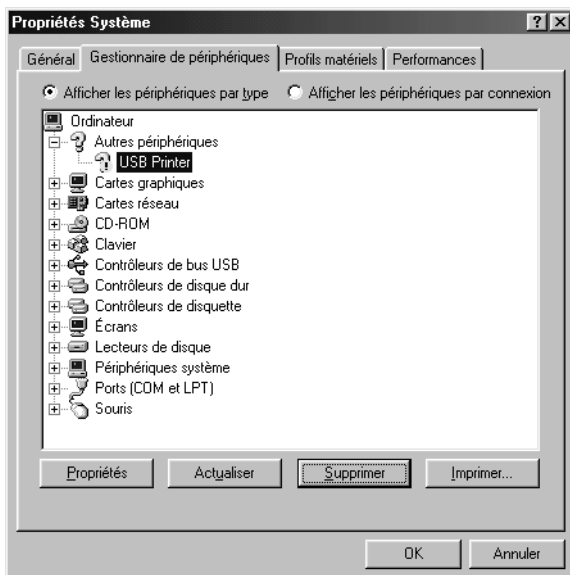 Propriétés Système
Général Gestionnaire de périphériques Profils matériels Performances
Afficher les périphériques par type Afficher les périphériques par connexion
Ordinateur
Autres périphériques
USB Printer
Cartes graphiques
Cartes réseau
CD-ROM
Clavier
Contrôleurs de bus USB
Contrôleurs de disque dur
Contrôleurs de disquette
Écrans
Lecteurs de disque
Périphériques système
Ports (COM et LPT)
Souris
Propriétés Actualiser Supprimer Imprimer...
OK Annuler